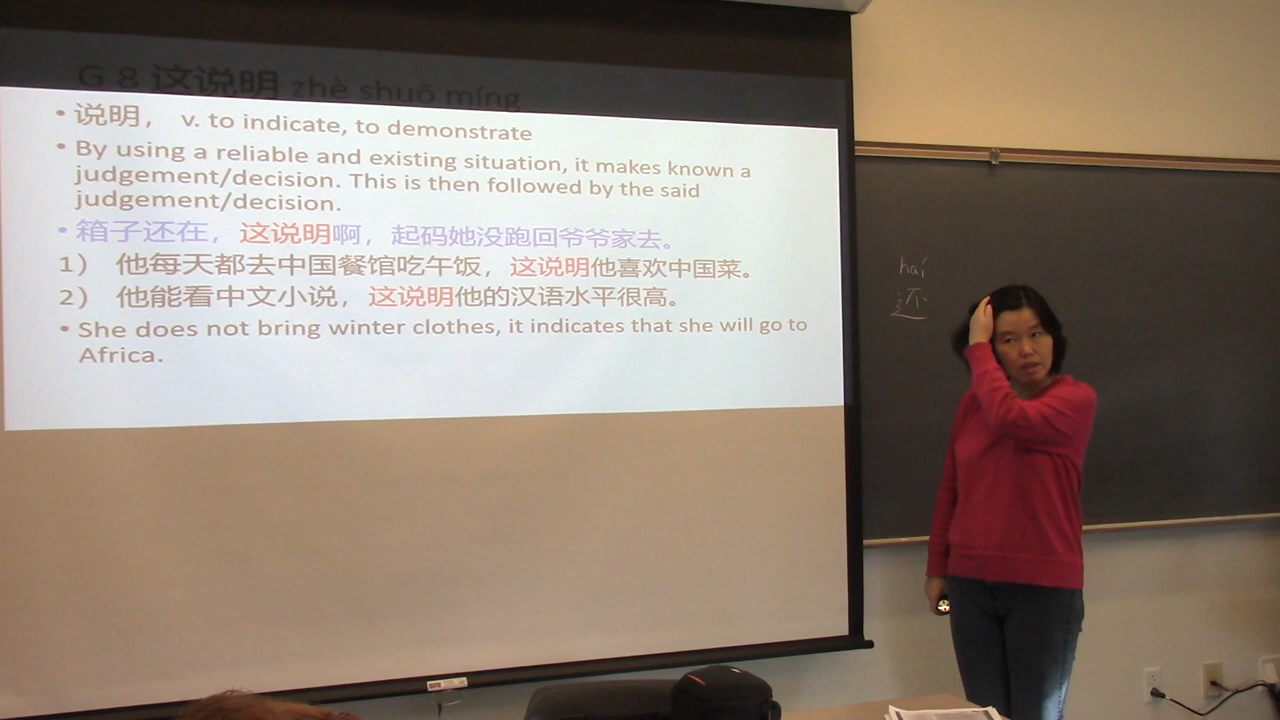 G 8 这说明 zhè shuō míng
• 说明， v. to indicate, to demonstrate
• By using a reliable and existing situation, it makes known a
judgement/decision. This is then followed by the said
judgement/decision.
• 箱子还在，这说明啊，起码她没跑回爷爷家去。
1） 他每天都去中国餐馆吃午饭，这说明他喜欢中国菜。
2） 他能看中文小说，这说明他的汉语水平很高。
• She does not bring winter clothes, it indicates that she will go to
Africa.
haí
还